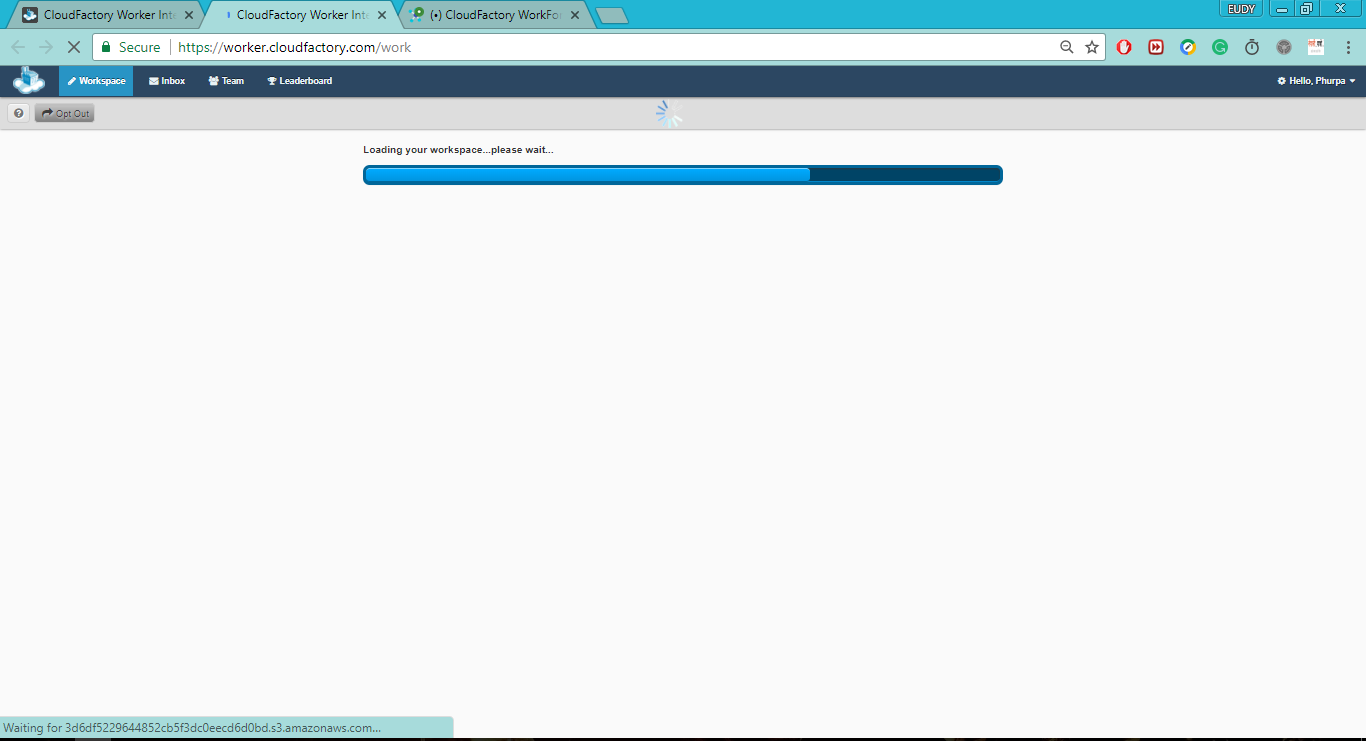 CloudFactory Worker Inte
CloudFactory Worker Inte
(•) CloudFactory WorkFo
EUDY
Secure
https://worker.cloudfactory.com/work
Workspace
Inbox
Team
Leaderboard
Hello, Phurpa
Opt Out
Loading your workspace...please wait...
Waiting for 3d6df5229644852cb5f3dc0eecd6d0bd.s3.amazonaws.com...